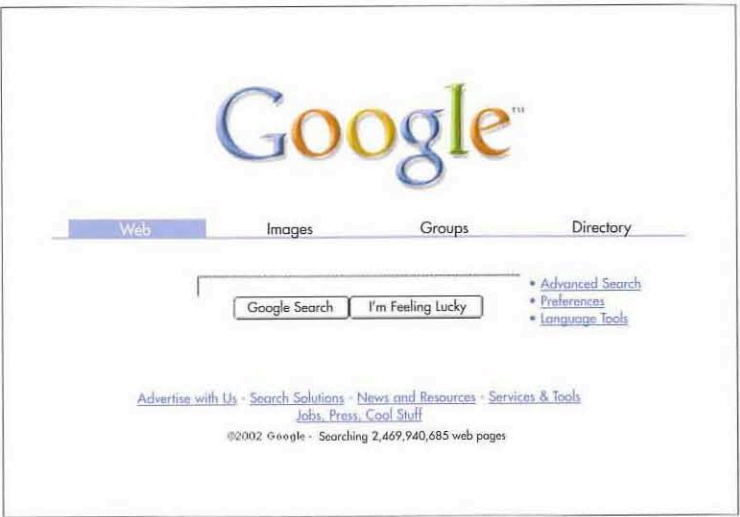 Google™
Web Images Groups Directory
• Advanced Search
Google Search I'm Feeling Lucky • Preferences
• Language Tools
Advertise with Us - Search Solutions - News and Resources - Services & Tools
Jobs, Press, Cool Stuff
©2002 Google - Searching 2,469,940,685 web pages